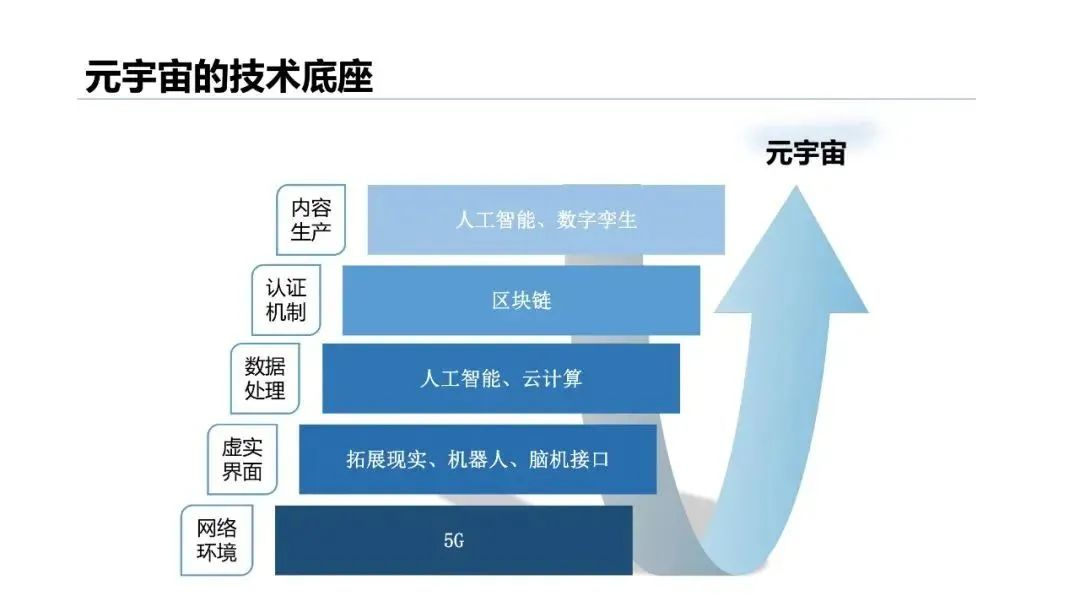 元宇宙的技术底座
元宇宙
内容
生产
人工智能、数字孪生
认证
机制
区块链
数据
处理
人工智能、云计算
虚实
界面
拓展现实、机器人、脑机接口
网络
环境
5G